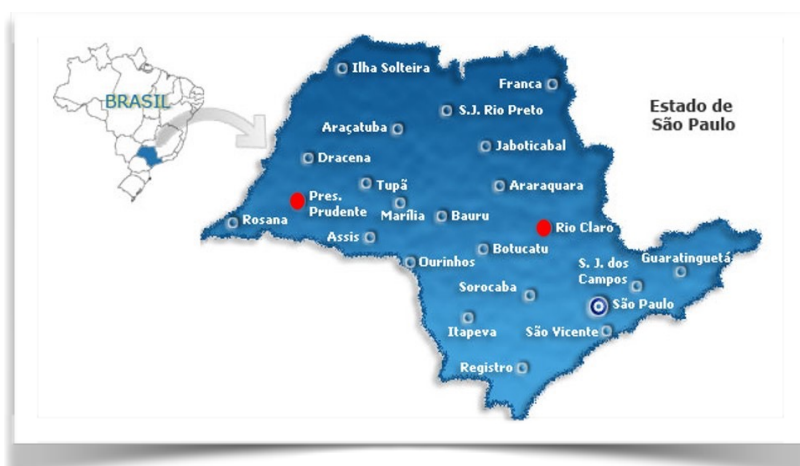 BRASIL
Estado de
São Paulo
Ilha Solteira
Franca
S.J. Rio Preto
Araçatuba
Jaboticabal
Dracena
Tupã
Araraquara
Pres.
Prudente
Marília
Bauru
Rosana
Rio Claro
Assis
Botucatu
Ourinhos
Guaratinguetá
S. J. dos
Campos
Sorocaba
São Paulo
Itapeva
São Vicente
Registro